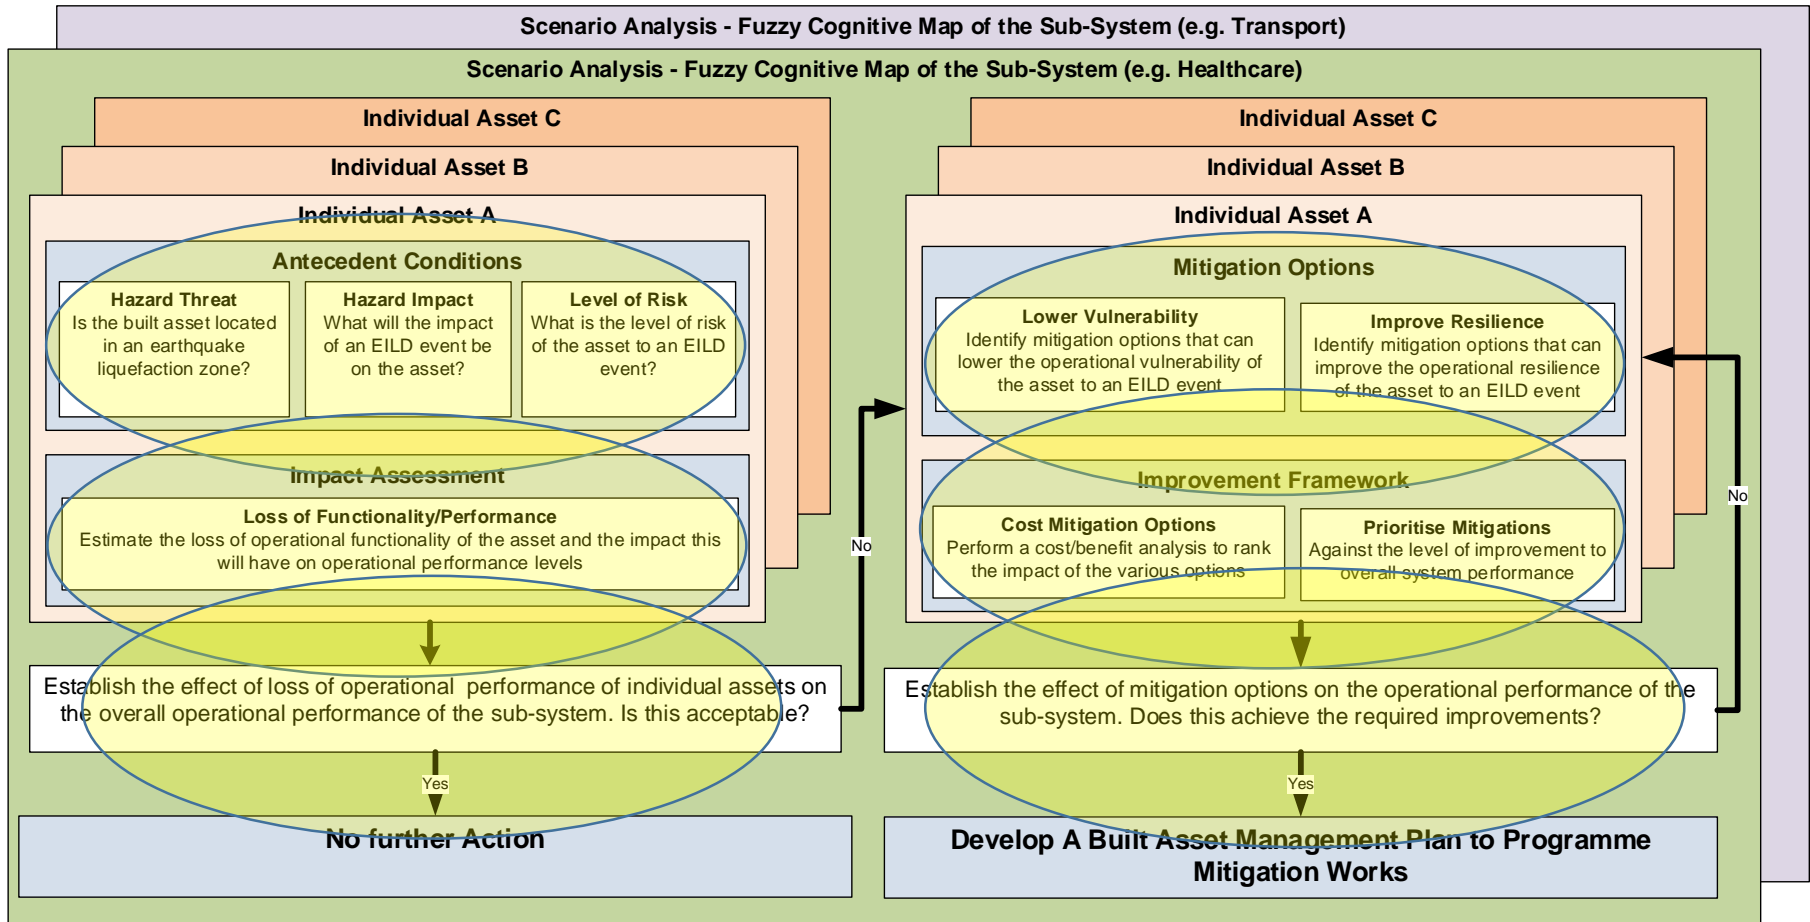 Scenario Analysis - Fuzzy Cognitive Map of the Sub-System (e.g. Transport)
Scenario Analysis - Fuzzy Cognitive Map of the Sub-System (e.g. Healthcare)
Individual Asset C
Individual Asset B
Individual Asset A
Antecedent Conditions
Hazard Threat
Is the built asset located
in an earthquake
liquefaction zone?
Hazard Impact
What will the impact
of an EILD event be
on the asset?
Level of Risk
What is the level of risk
of the asset to an EILD
event?
Impact Assessment
Loss of Functionality/Performance
Estimate the loss of operational functionality of the asset and the impact this
will have on operational performance levels
Establish the effect of loss of operational performance of individual assets on
the overall operational performance of the sub-system. Is this acceptable?
Yes
No further Action
No
Individual Asset C
Individual Asset B
Individual Asset A
Mitigation Options
Lower Vulnerability
Identify mitigation options that can
lower the operational vulnerability of
the asset to an EILD event
Improve Resilience
Identify mitigation options that can
improve the operational resilience
of the asset to an EILD event
Improvement Framework
Cost Mitigation Options
Perform a cost/benefit analysis to rank
the impact of the various options
Prioritise Mitigations
Against the level of improvement to
overall system performance
Establish the effect of mitigation options on the operational performance of the
sub-system. Does this achieve the required improvements?
No
Yes
Develop A Built Asset Management Plan to Programme
Mitigation Works